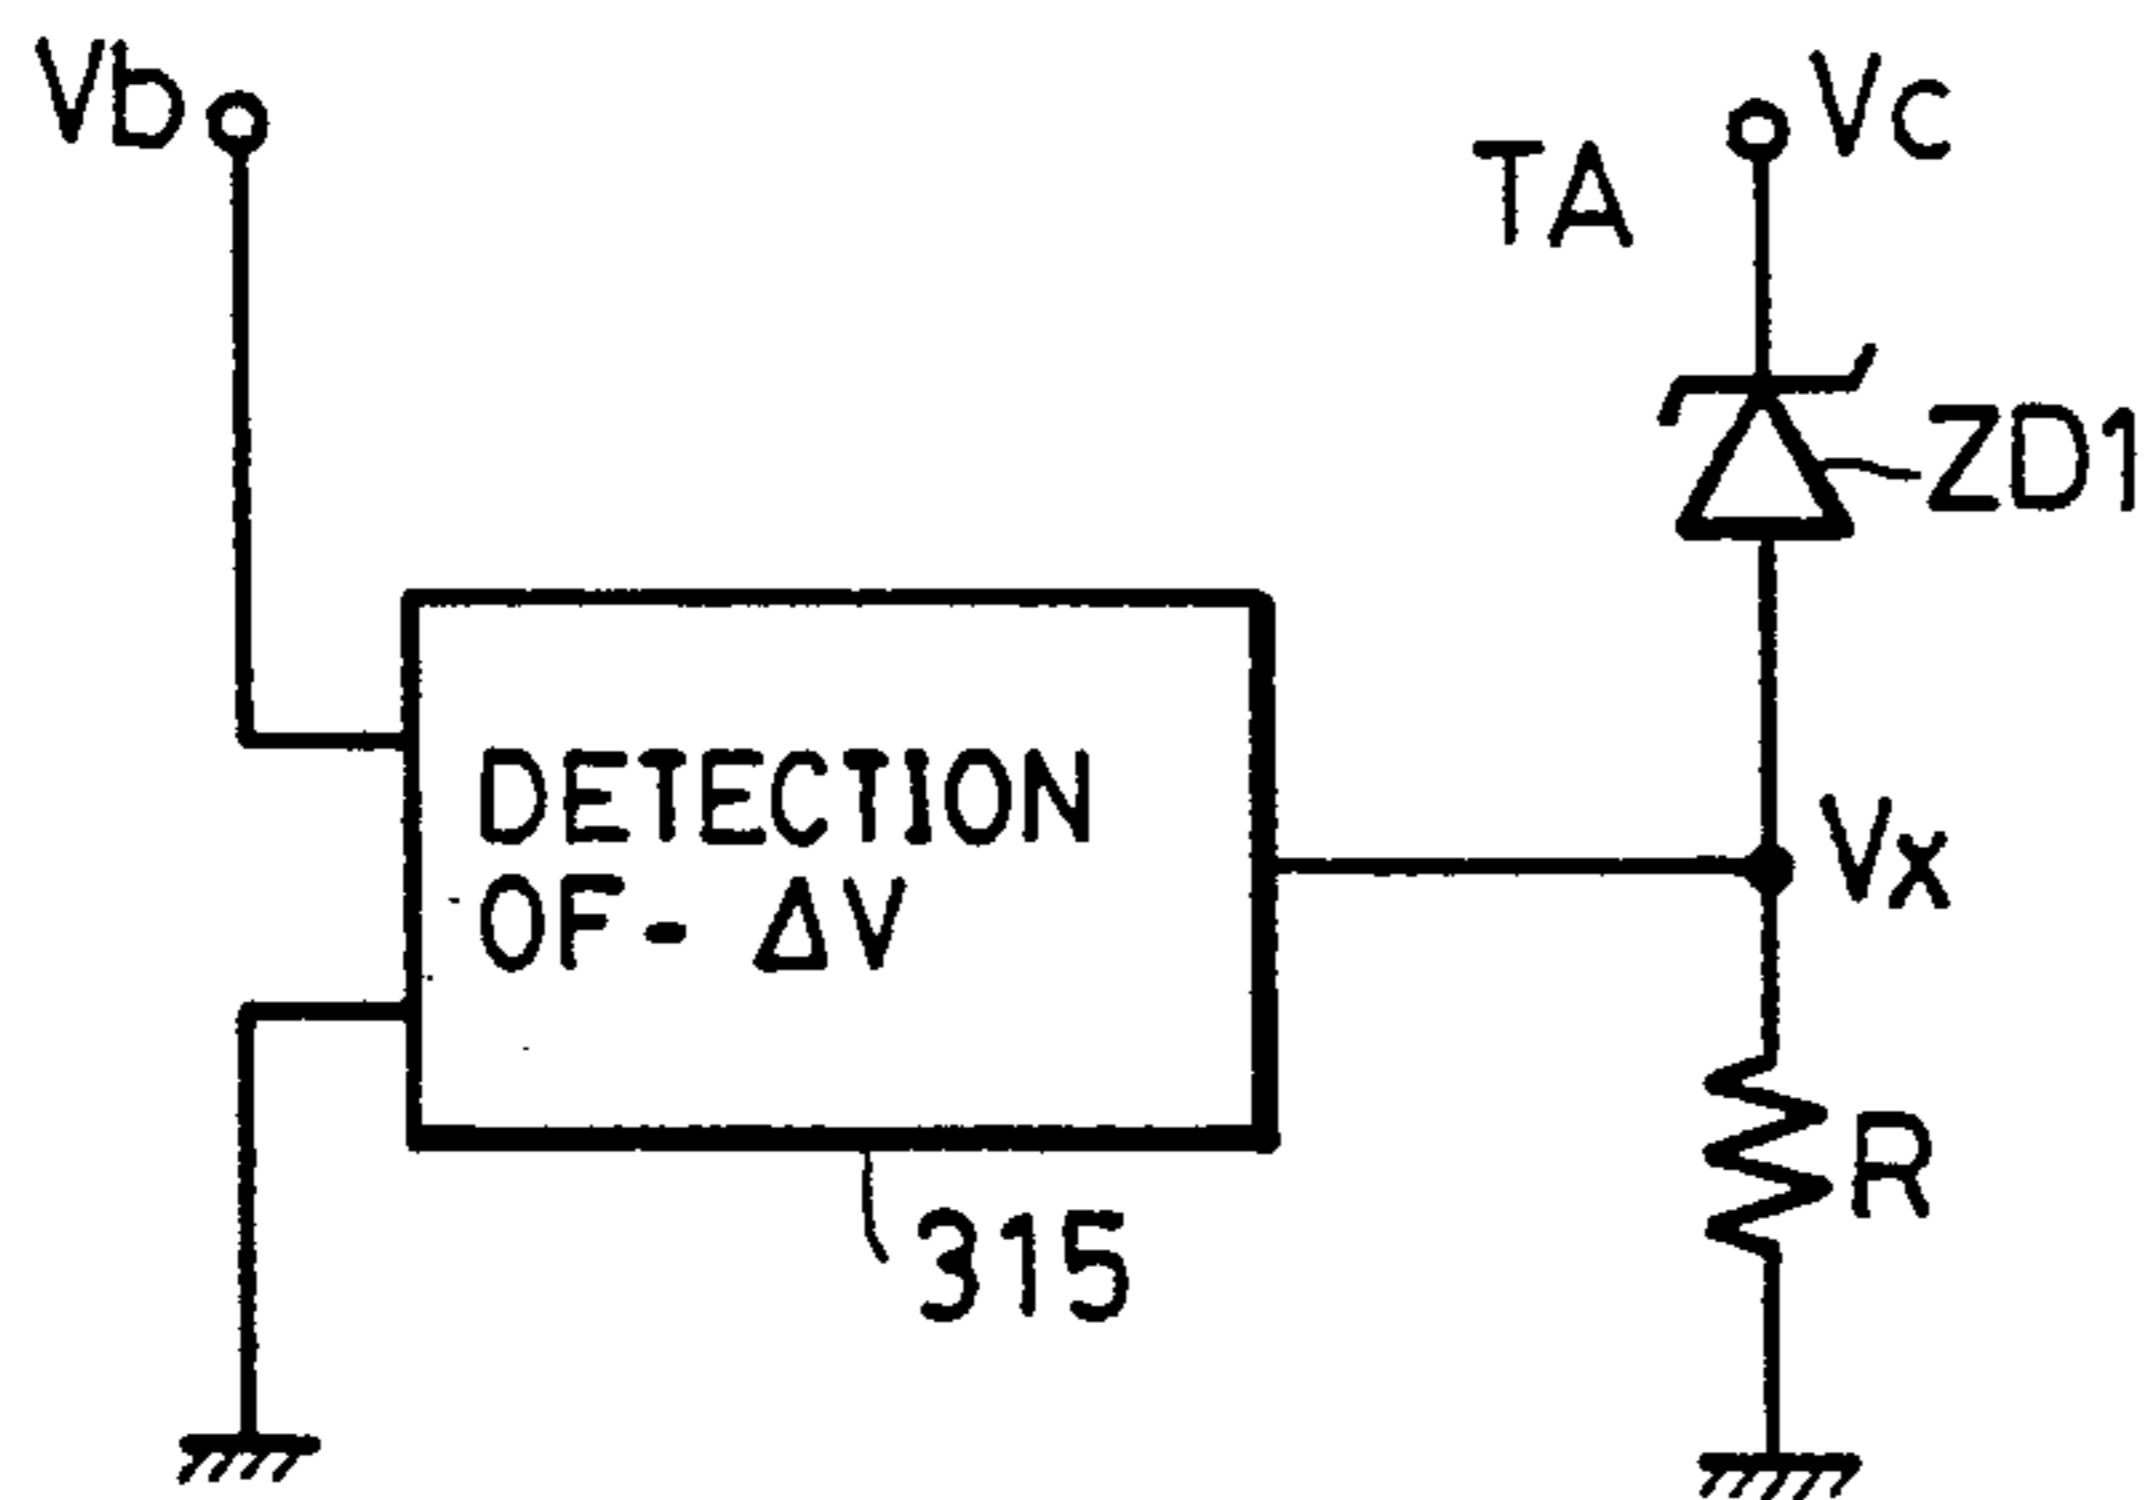 Vb
Vc
TA
ZD1
DETECTION
OF- ΔV
Vx
R
315